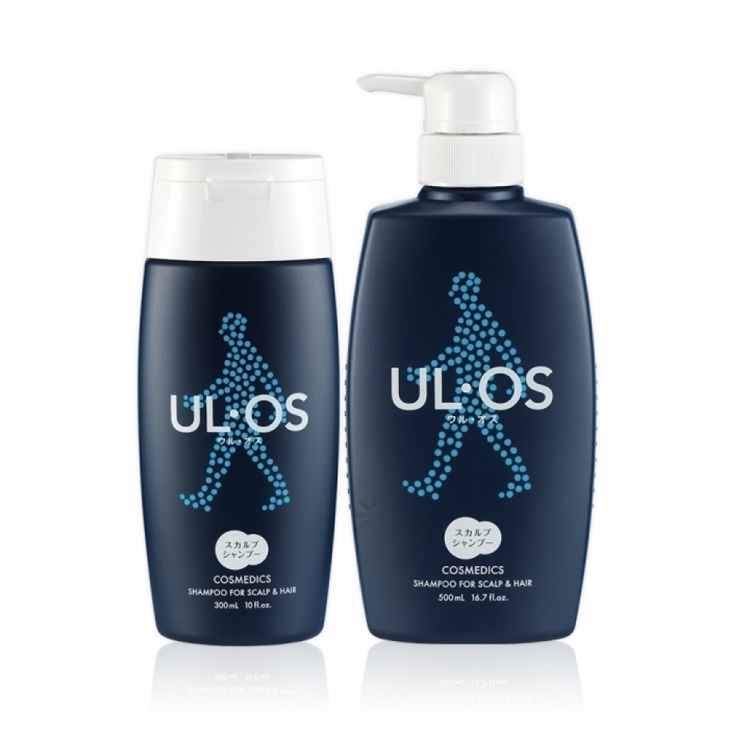 UL·OS
ウル・オス
スカルプ
シャンプー
COSMEDICS
SHAMPOO FOR SCALP & HAIR
300mL 10 fl.oz.
UL·OS
ウル・オス
スカルプ
シャンプー
COSMEDICS
SHAMPOO FOR SCALP & HAIR
500mL 16.7 fl.oz.